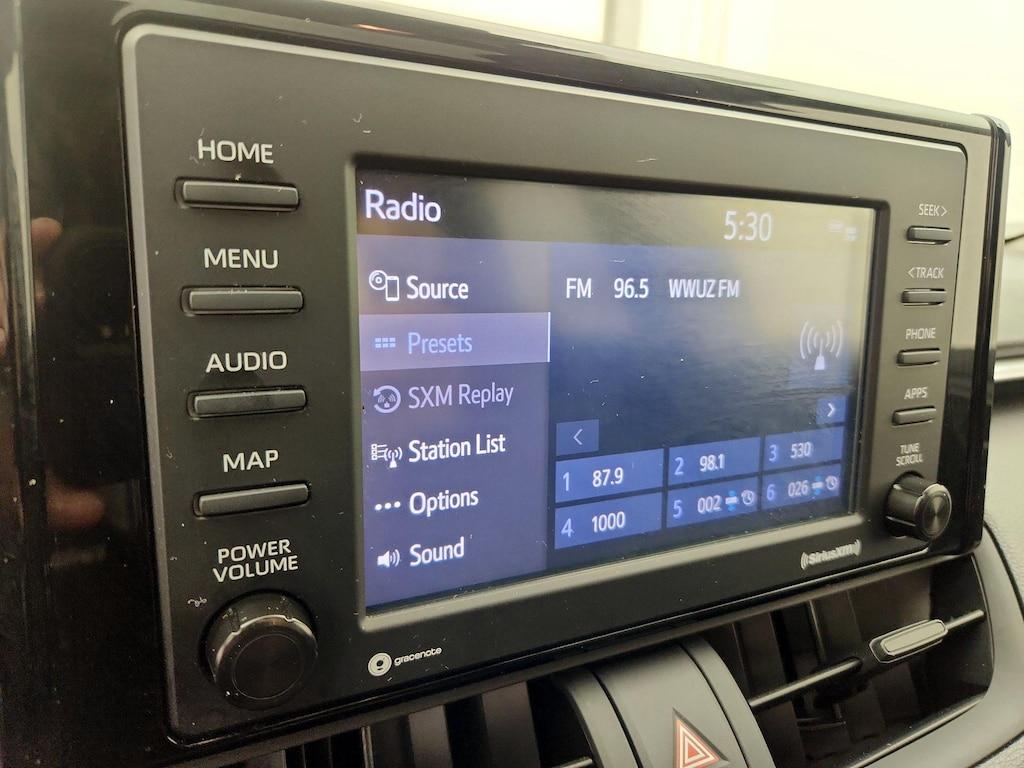 HOME
MENU
AUDIO
MAP
POWER
VOLUME
Radio
5:30
Source
Presets
SXM Replay
Station List
Options
Sound
FM 96.5 WWUZ FM
<
>
1 87.9
2 98.1
3 530
4 1000
5 002
6 026
SEEK>
<TRACK
PHONE
APPS
TUNE
SCROLL
gracenote
SiriusXM